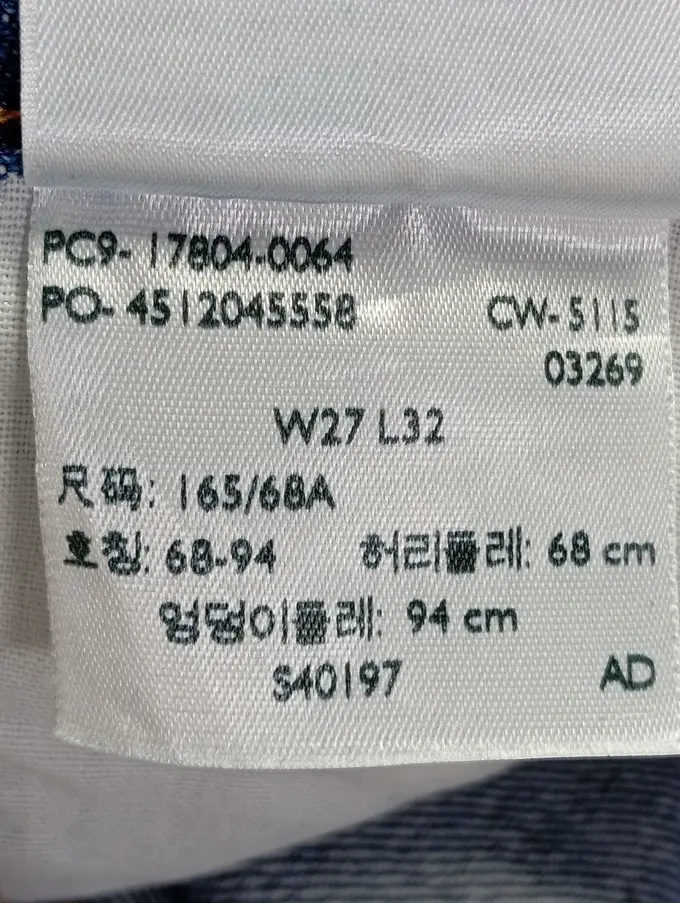 PC9-17804-0064
PO-4512045558 CW-5115
03269
W27 L32
尺码: 165/68A
호칭: 68-94 허리둘레: 68 cm
엉덩이둘레: 94 cm
S40197 AD